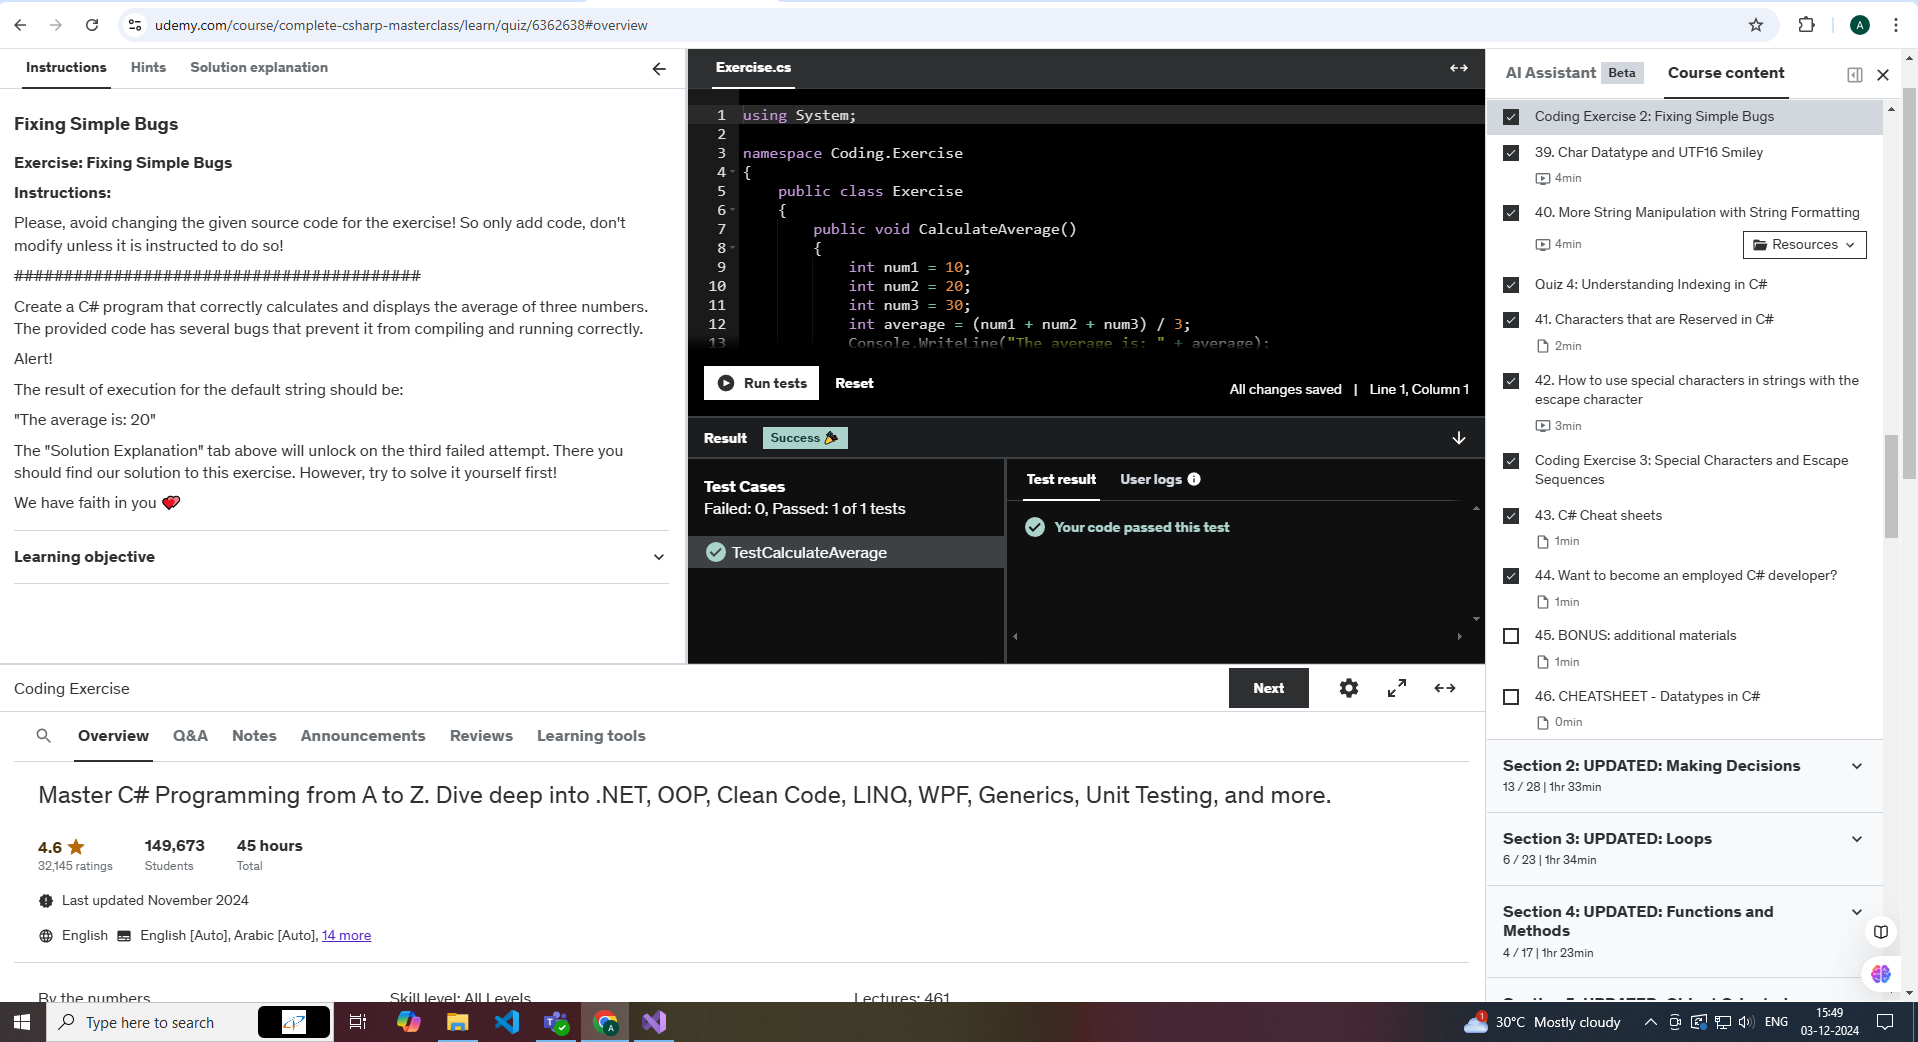 udemy.com/course/complete-csharp-masterclass/learn/quiz/6362638#overview
A
Instructions
Hints
Solution explanation
Fixing Simple Bugs
Exercise: Fixing Simple Bugs
Instructions:
Please, avoid changing the given source code for the exercise! So only add code, don't
modify unless it is instructed to do so!
#########################################
Create a C# program that correctly calculates and displays the average of three numbers.
The provided code has several bugs that prevent it from compiling and running correctly.
Alert!
The result of execution for the default string should be:
"The average is: 20"
The "Solution Explanation" tab above will unlock on the third failed attempt. There you
should find our solution to this exercise. However, try to solve it yourself first!
We have faith in you
Learning objective
Exercise.cs
1 using System;
2
3 namespace Coding.Exercise
4 {
5 public class Exercise
6 {
7 public void CalculateAverage()
8 {
9 int num1 = 10;
10 int num2 = 20;
11 int num3 = 30;
12 int average = (num1 + num2 + num3) / 3;
13 Console.WriteLine("The average is: " + average);
Run tests
Reset
All changes saved | Line 1, Column 1
Result
Success
Test Cases
Failed: 0, Passed: 1 of 1 tests
TestCalculateAverage
Test result
User logs
Your code passed this test
Coding Exercise
Next
Overview
Q&A
Notes
Announcements
Reviews
Learning tools
Master C# Programming from A to Z. Dive deep into .NET, OOP, Clean Code, LINQ, WPF, Generics, Unit Testing, and more.
4.6
32,145 ratings
149,673
Students
45 hours
Total
Last updated November 2024
English
English [Auto], Arabic [Auto], 14 more
By the numbers
Skill level: All Levels
Lectures: 461
AI Assistant
Beta
Course content
Coding Exercise 2: Fixing Simple Bugs
39. Char Datatype and UTF16 Smiley
4min
40. More String Manipulation with String Formatting
4min
Resources
Quiz 4: Understanding Indexing in C#
41. Characters that are Reserved in C#
2min
42. How to use special characters in strings with the
escape character
3min
Coding Exercise 3: Special Characters and Escape
Sequences
43. C# Cheat sheets
1min
44. Want to become an employed C# developer?
1min
45. BONUS: additional materials
1min
46. CHEATSHEET - Datatypes in C#
0min
Section 2: UPDATED: Making Decisions
13 / 28 | 1hr 33min
Section 3: UPDATED: Loops
6 / 23 | 1hr 34min
Section 4: UPDATED: Functions and
Methods
4 / 17 | 1hr 23min
Type here to search
1
30°C Mostly cloudy
ENG
15:49
03-12-2024